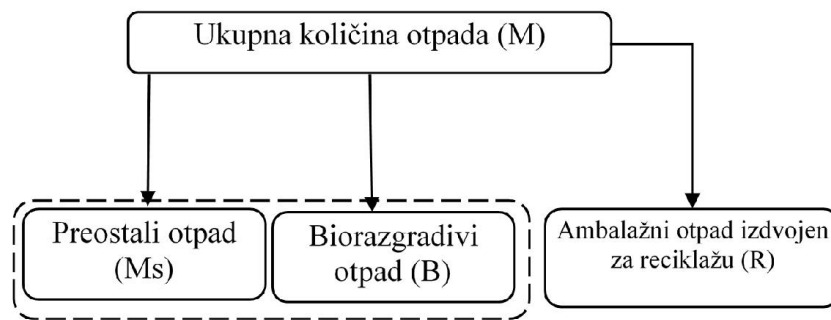 Ukupna količina otpada (M)
Preostali otpad
(Ms)
Biorazgradivi
otpad (B)
Ambalažni otpad izdvojen
za reciklažu (R)